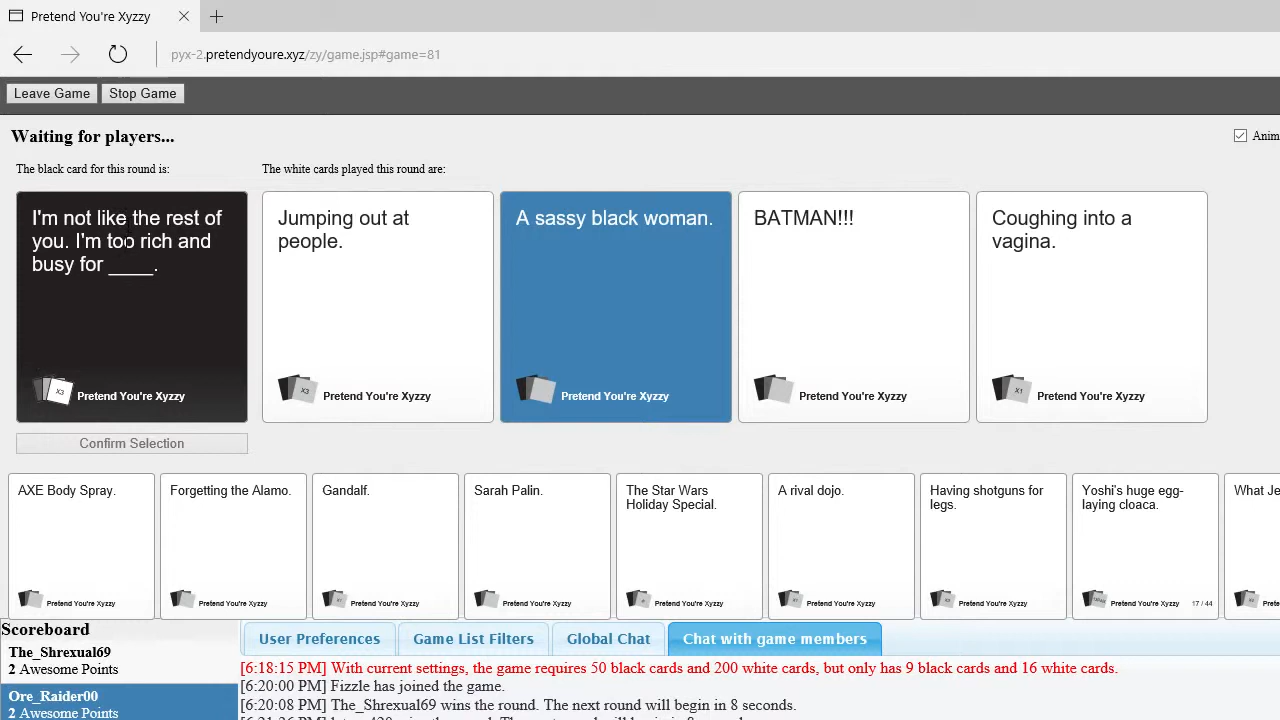 Pretend You're Xyzzy
pyx-2.pretendyoure.xyz/zy/game.jsp#game=81
Leave Game Stop Game
Waiting for players...
Anim
The black card for this round is:
The white cards played this round are:
I'm not like the rest of
you. I'm too rich and
busy for ____.
X3 Pretend You're Xyzzy
Jumping out at
people.
X3 Pretend You're Xyzzy
A sassy black woman.
Pretend You're Xyzzy
BATMAN!!!
Pretend You're Xyzzy
Coughing into a
vagina.
X1 Pretend You're Xyzzy
Confirm Selection
AXE Body Spray.
Pretend You're Xyzzy
Forgetting the Alamo.
Pretend You're Xyzzy
Gandalf.
Pretend You're Xyzzy
Sarah Palin.
Pretend You're Xyzzy
The Star Wars
Holiday Special.
Pretend You're Xyzzy
A rival dojo.
Pretend You're Xyzzy
Having shotguns for
legs.
Pretend You're Xyzzy
Yoshi's huge egg-
laying cloaca.
Pretend You're Xyzzy 17 / 44
What Je
Pretend Yo
Scoreboard
The_Shrexual69
2 Awesome Points
Ore_Raider00
2 Awesome Points
User Preferences Game List Filters Global Chat Chat with game members
[6:18:15 PM] With current settings, the game requires 50 black cards and 200 white cards, but only has 9 black cards and 16 white cards.
[6:20:00 PM] Fizzle has joined the game.
[6:20:08 PM] The_Shrexual69 wins the round. The next round will begin in 8 seconds.